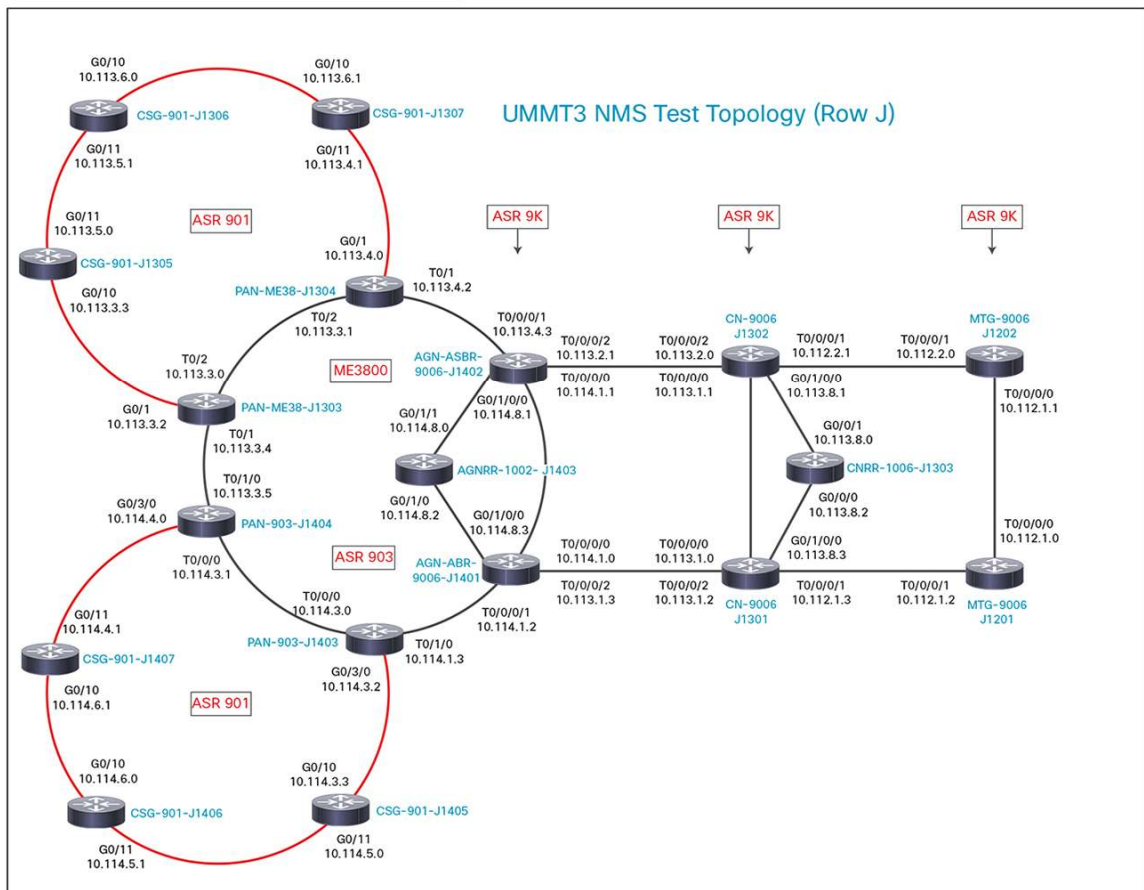 UMMT3 NMS Test Topology (Row J)
G0/10
10.113.6.0
G0/10
10.113.6.1
CSG-901-J1306
CSG-901-J1307
G0/11
10.113.5.1
G0/11
10.113.4.1
G0/11
10.113.5.0
ASR 901
CSG-901-J1305
G0/10
10.113.3.3
G0/1
10.113.4.0
PAN-ME38-J1304
T0/1
10.113.4.2
T0/2
10.113.3.1
ASR 9K
ASR 9K
ASR 9K
T0/0/0/1
10.113.4.3
AGN-ASBR-
9006-J1402
T0/0/0/2
10.113.2.1
T0/0/0/0
10.114.1.1
T0/0/0/2
10.113.2.0
T0/0/0/0
10.113.1.1
CN-9006
J1302
T0/0/0/1
10.112.2.1
G0/1/0/0
10.113.8.1
T0/0/0/1
10.112.2.0
MTG-9006
J1202
T0/0/0/0
10.112.1.1
T0/2
10.113.3.0
ME3800
G0/1
10.113.3.2
PAN-ME38-J1303
T0/1
10.113.3.4
G0/1/1
10.114.8.0
G0/1/0/0
10.114.8.1
AGNRR-1002- J1403
G0/1/0
10.114.8.2
G0/1/0/0
10.114.8.3
G0/0/1
10.113.8.0
CNRR-1006-J1303
G0/0/0
10.113.8.2
G0/1/0/0
10.113.8.3
T0/1/0
10.113.3.5
G0/3/0
10.114.4.0
PAN-903-J1404
T0/0/0
10.114.3.1
ASR 903
AGN-ABR-
9006-J1401
T0/0/0/0
10.114.1.0
T0/0/0/2
10.113.1.3
T0/0/0/0
10.113.1.0
T0/0/0/2
10.113.1.2
CN-9006
J1301
T0/0/0/1
10.112.1.3
T0/0/0/0
10.112.1.0
T0/0/0/1
10.112.1.2
MTG-9006
J1201
T0/0/0
10.114.3.0
T0/0/0/1
10.114.1.2
PAN-903-J1403
T0/1/0
10.114.1.3
G0/3/0
10.114.3.2
G0/11
10.114.4.1
CSG-901-J1407
G0/10
10.114.6.1
ASR 901
G0/10
10.114.6.0
CSG-901-J1406
G0/11
10.114.5.1
G0/10
10.114.3.3
CSG-901-J1405
G0/11
10.114.5.0